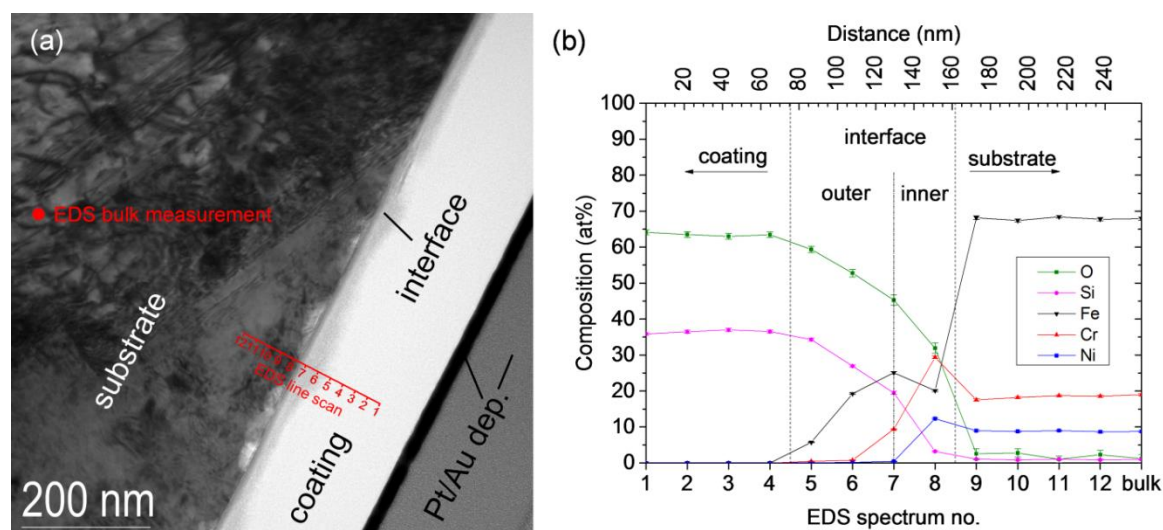 (a)
EDS bulk measurement
substrate
interface
12 11 10 9 8 7 6 5 4 3 2 1
EDS line scan
coating
Pt/Au dep.
200 nm
(b)
Distance (nm)
20 40 60 80 100 120 140 160 180 200 220 240
100
90
80
70
60
50
40
30
20
10
0
Composition (at%)
interface
coating
substrate
outer
inner
O
Si
Fe
Cr
Ni
1 2 3 4 5 6 7 8 9 10 11 12 bulk
EDS spectrum no.